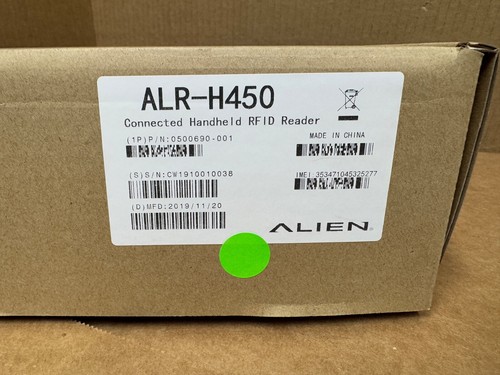 ALR-H450
Connected Handheld RFID Reader
(1P)P/N:0500690-001
MADE IN CHINA
(S)S/N:CW1910010038
IMEI:353471045325277
(D)MFD:2019/11/20
ALIEN®